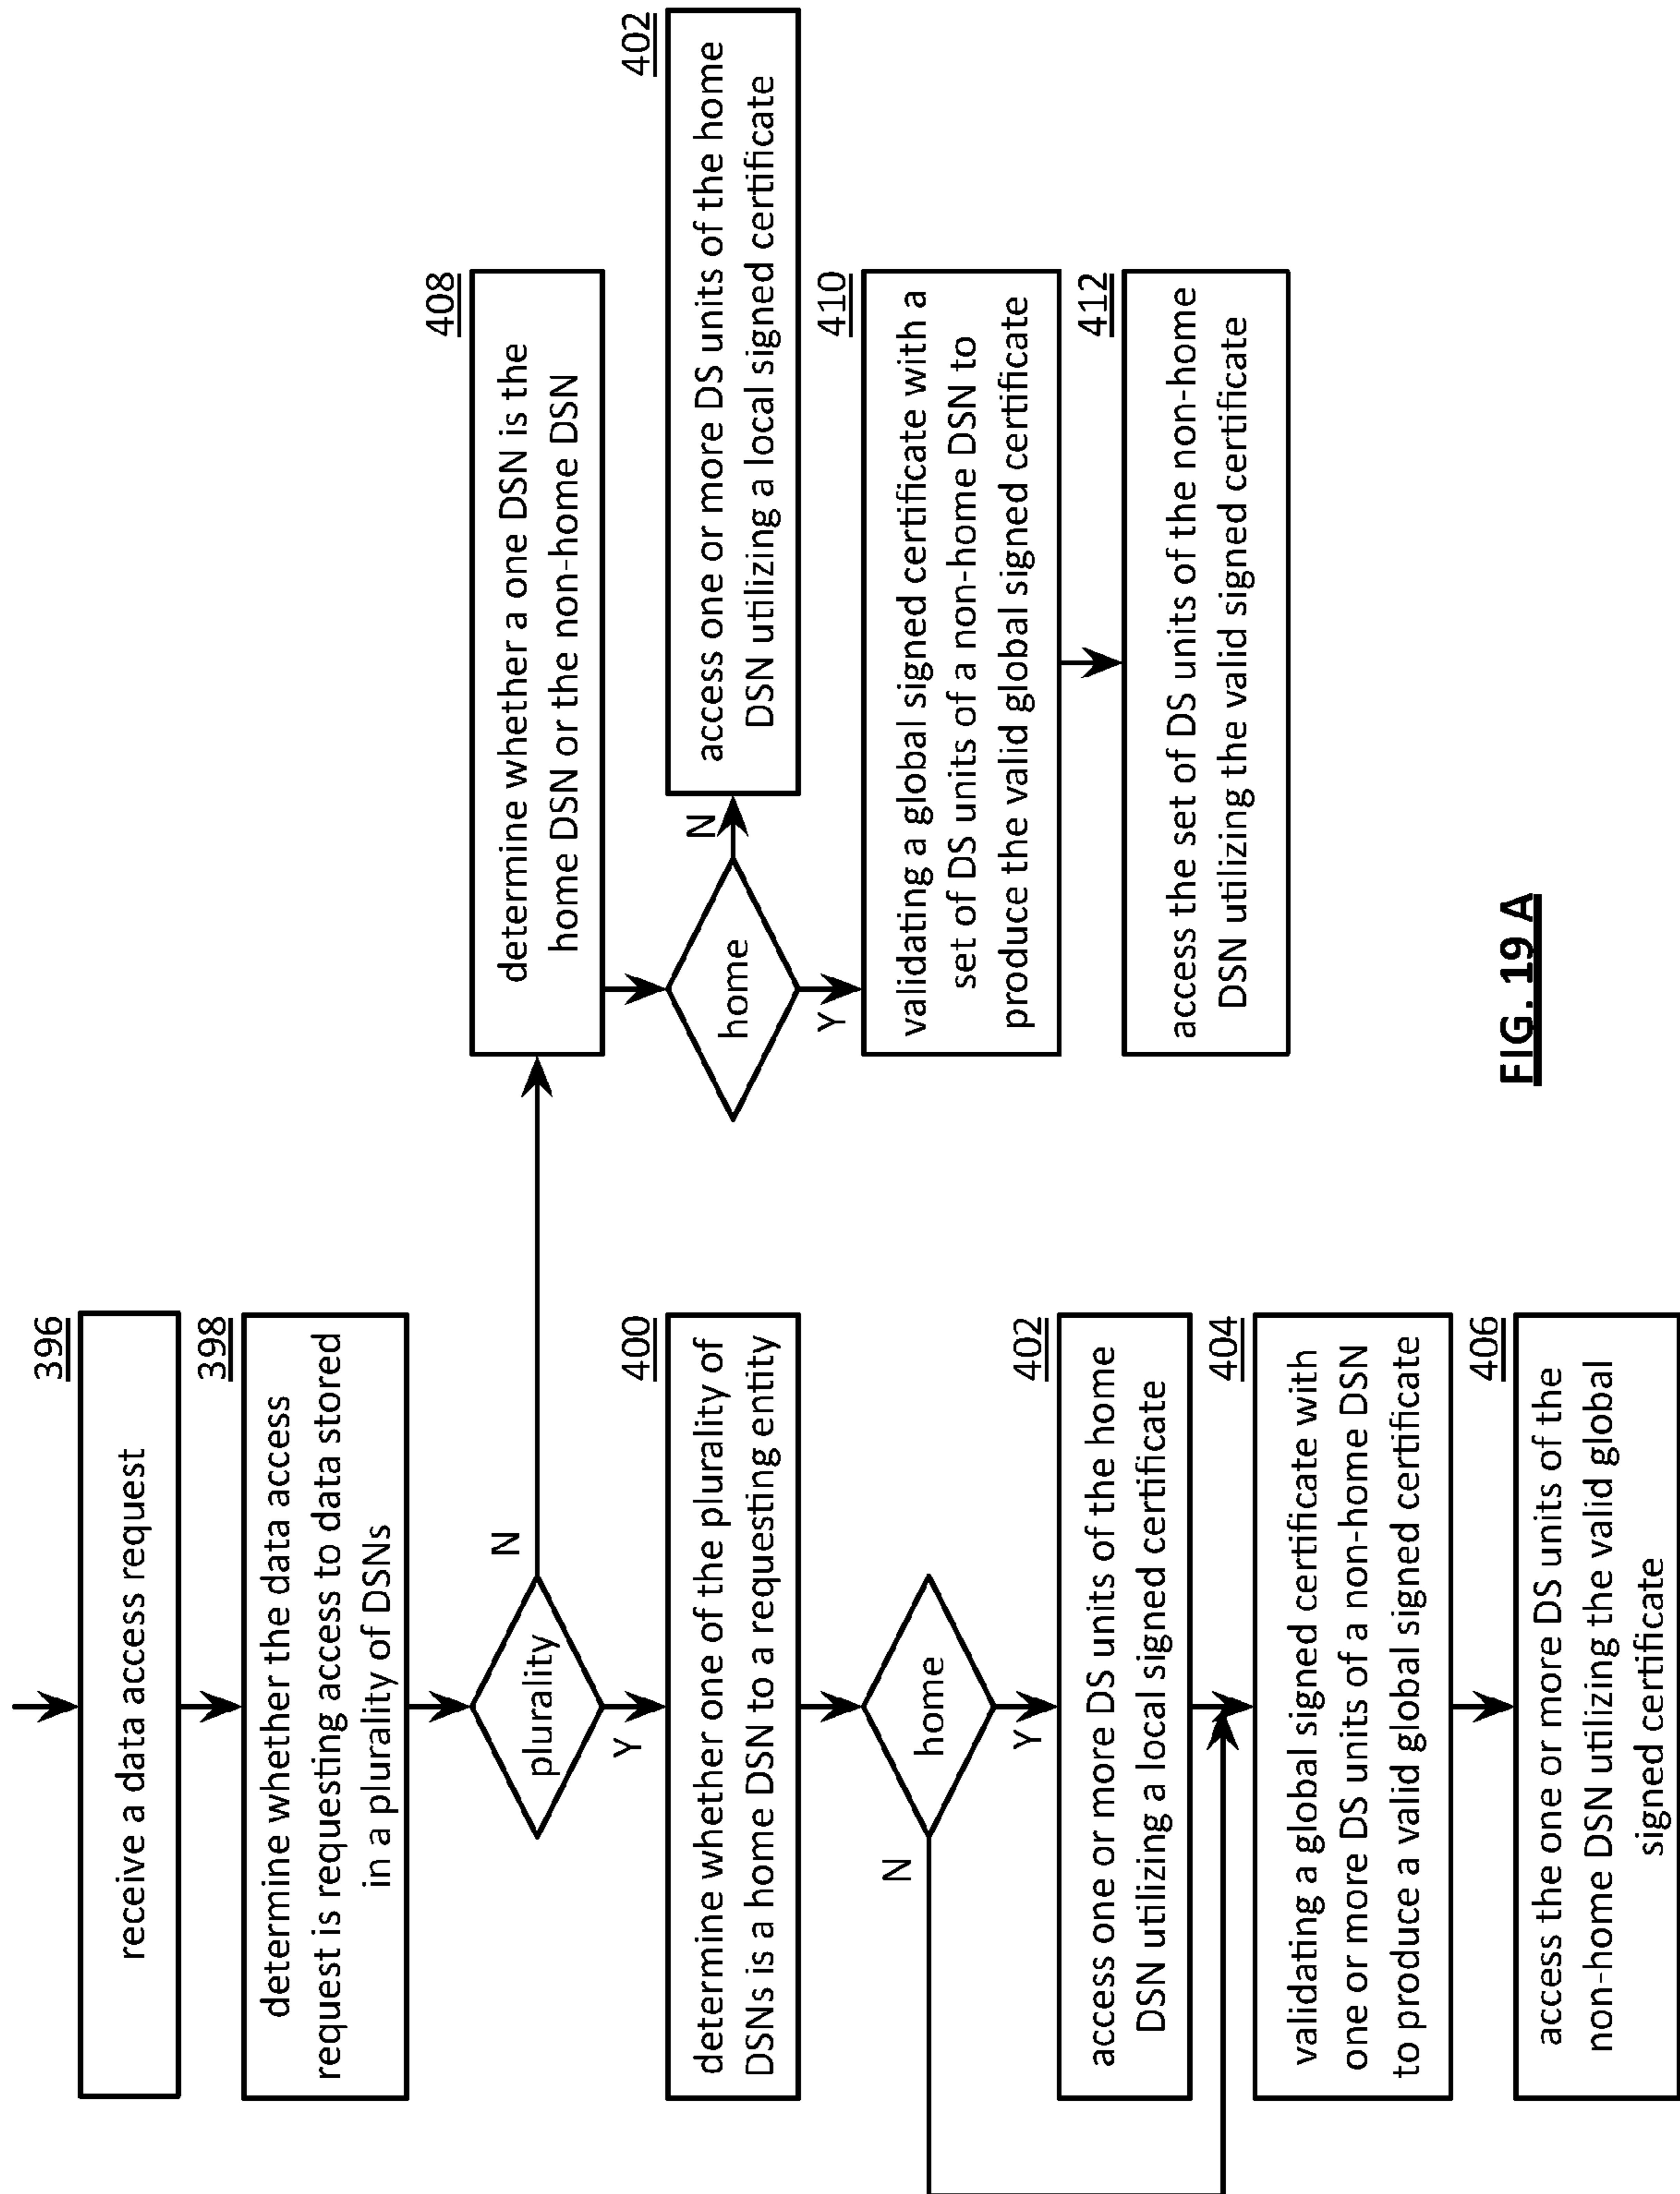 396
receive a data access request
398
determine whether the data access
request is requesting access to data stored
in a plurality of DSNs
plurality
N
Y
400
determine whether one of the plurality of
DSNs is a home DSN to a requesting entity
home
N
Y
402
access one or more DS units of the home
DSN utilizing a local signed certificate
404
validating a global signed certificate with
one or more DS units of a non-home DSN
to produce a valid global signed certificate
406
access the one or more DS units of the
non-home DSN utilizing the valid global
signed certificate
408
determine whether a one DSN is the
home DSN or the non-home DSN
home
N
Y
402
access one or more DS units of the home
DSN utilizing a local signed certificate
410
validating a global signed certificate with a
set of DS units of a non-home DSN to
produce the valid global signed certificate
412
access the set of DS units of the non-home
DSN utilizing the valid signed certificate
FIG. 19 A